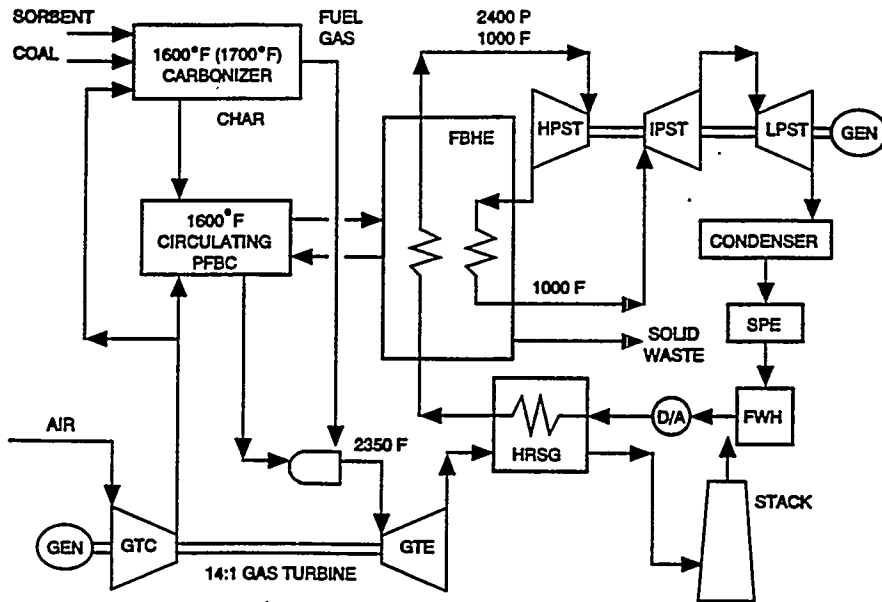 SORBENT
COAL
1600°F (1700°F)
CARBONIZER
FUEL
GAS
2400 P
1000 F
CHAR
FBHE
HPST
IPST
LPST
GEN
1600°F
CIRCULATING
PFBC
CONDENSER
1000 F
SPE
SOLID
WASTE
D/A
FWH
AIR
2350 F
HRSG
STACK
GEN
GTC
GTE
14:1 GAS TURBINE